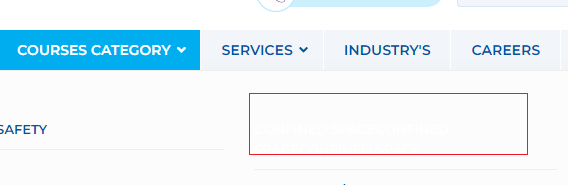 COURSES CATEGORY
SERVICES
INDUSTRY'S
CAREERS
SAFETY